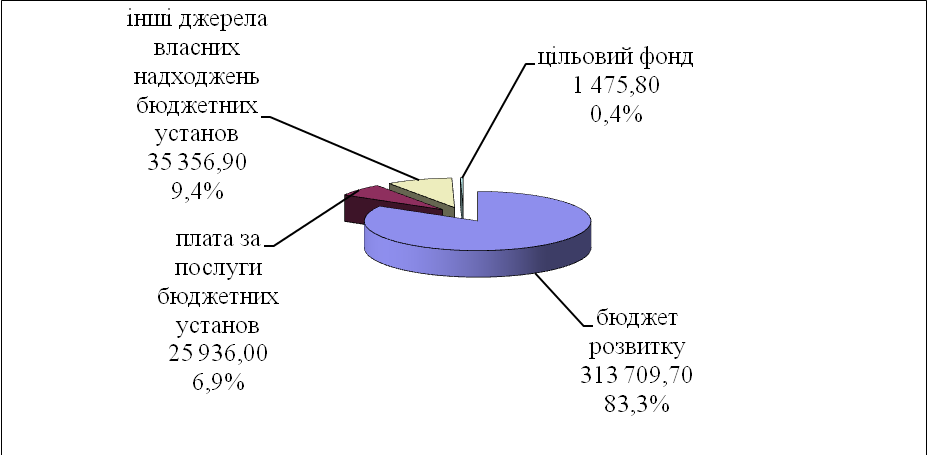 інші джерела
власних
надходжень
бюджетних
установ
35 356,90
9,4%
цільовий фонд
1 475,80
0,4%
плата за
послуги
бюджетних
установ
25 936,00
6,9%
бюджет
розвитку
313 709,70
83,3%